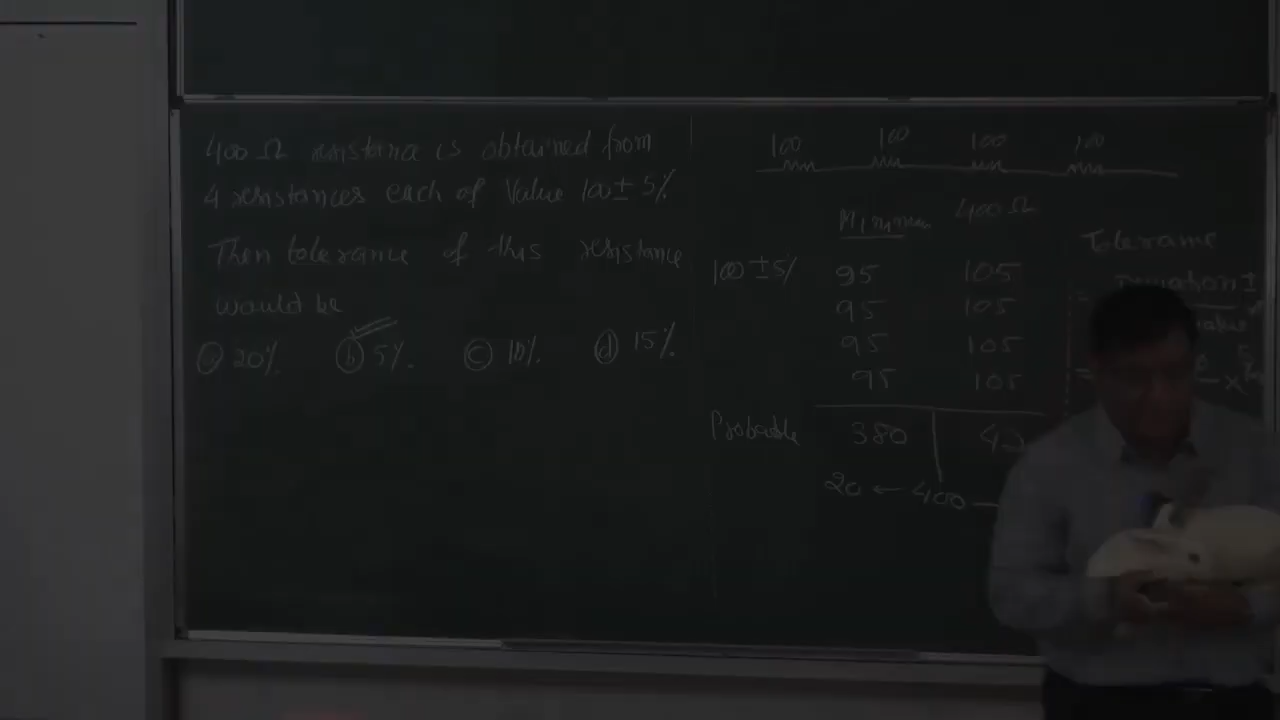 400 Ω resistance is obtained from
4 resistances each of value 100 ± 5%
Then tolerance of this resistance
would be
(a) 20% (b) 5%. (c) 10%. (d) 15%.
100 100 100 100
400 Ω
Minimum
100 ± 5% 95 105
95 105
95 105
95 105
Probable 380 42
20 ← 400 —
Tolerance
= ±
value
= ×